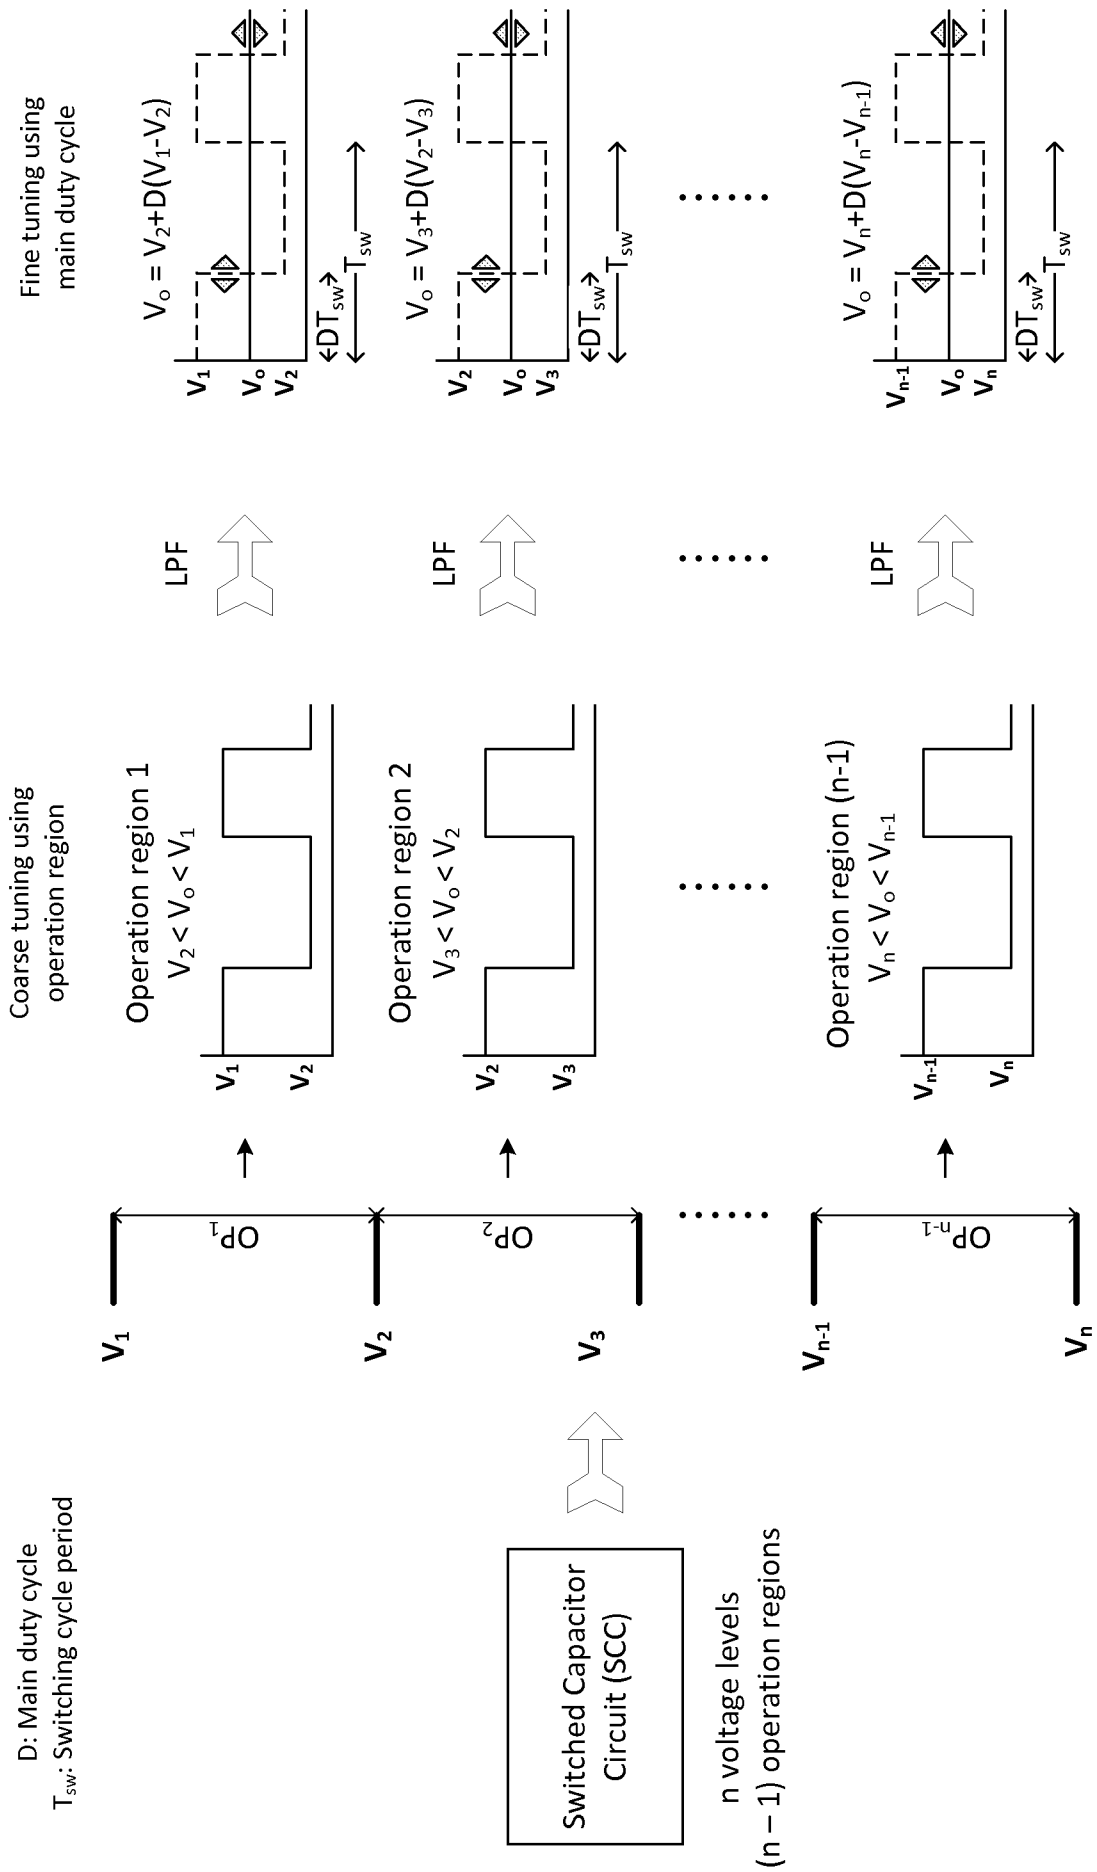 D: Main duty cycle
Tsw: Switching cycle period
Switched Capacitor
Circuit (SCC)
n voltage levels
(n – 1) operation regions
V1
V2
V3
Vn-1
Vn
OP1
OP2
OPn-1
Coarse tuning using
operation region
Operation region 1
V2 < Vo < V1
V1
V2
Operation region 2
V3 < Vo < V2
V2
V3
Operation region (n-1)
Vn < Vo < Vn-1
Vn-1
Vn
LPF
LPF
LPF
Fine tuning using
main duty cycle
Vo = V2+D(V1-V2)
V1
Vo
V2
DTsw
Tsw
Vo = V3+D(V2-V3)
V2
Vo
V3
DTsw
Tsw
Vo = Vn+D(Vn-Vn-1)
Vn-1
Vo
Vn
DTsw
Tsw